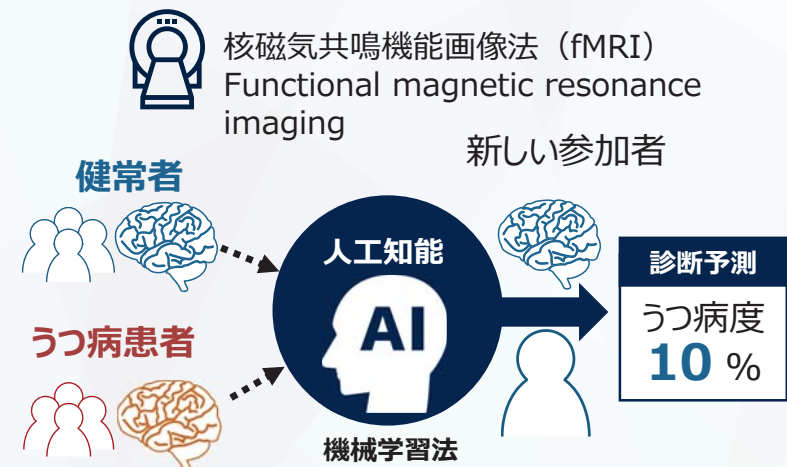 核磁気共鳴機能画像法（fMRI）
Functional magnetic resonance
imaging
新しい参加者
健常者
人工知能
AI
診断予測
うつ病度
10 %
うつ病患者
機械学習法